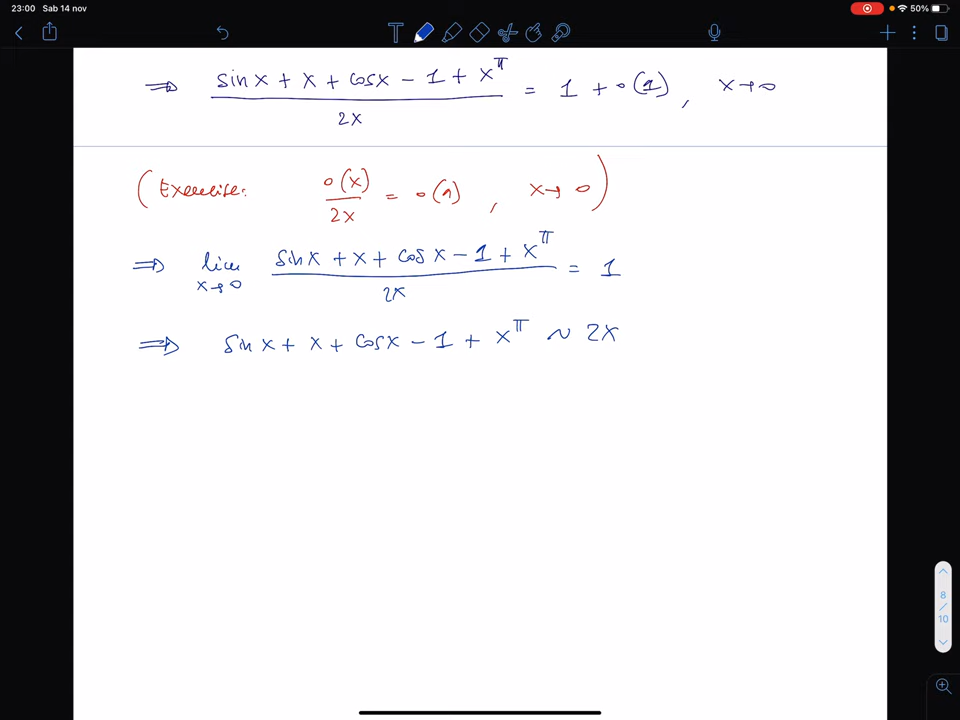 23:00 Sab 14 nov 50%
⇒ (sin x + x + cos x − 1 + x^π) / 2x = 1 + o(1), x→0
(Exercise: o(x) / 2x = o(1), x→0)
⇒ lim x→0 (sin x + x + cos x − 1 + x^π) / 2x = 1
⇒ sin x + x + cos x − 1 + x^π ~ 2x
8
/
10